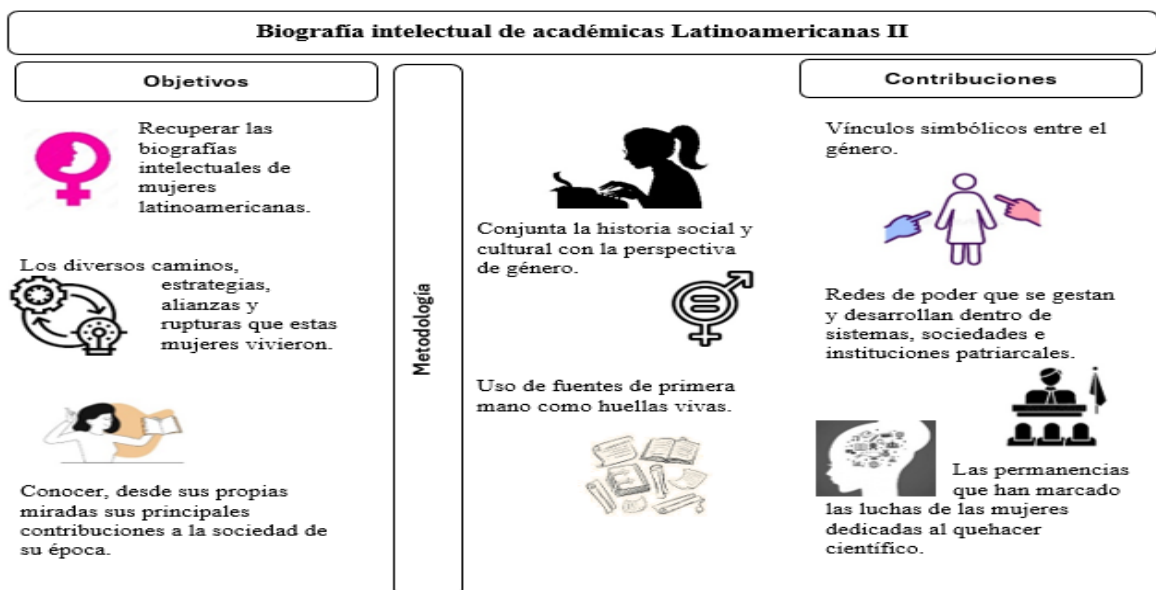 Biografía intelectual de académicas Latinoamericanas II
Objetivos
Recuperar las
biografías
intelectuales de
mujeres
latinoamericanas.
Los diversos caminos,
estrategias,
alianzas y
rupturas que estas
mujeres vivieron.
Conocer, desde sus propias
miradas sus principales
contribuciones a la sociedad de
su época.
Metodología
Conjunta la historia social y
cultural con la perspectiva
de género.
Uso de fuentes de primera
mano como huellas vivas.
Contribuciones
Vínculos simbólicos entre el
género.
Redes de poder que se gestan
y desarrollan dentro de
sistemas, sociedades e
instituciones patriarcales.
Las permanencias
que han marcado
las luchas de las mujeres
dedicadas al quehacer
científico.